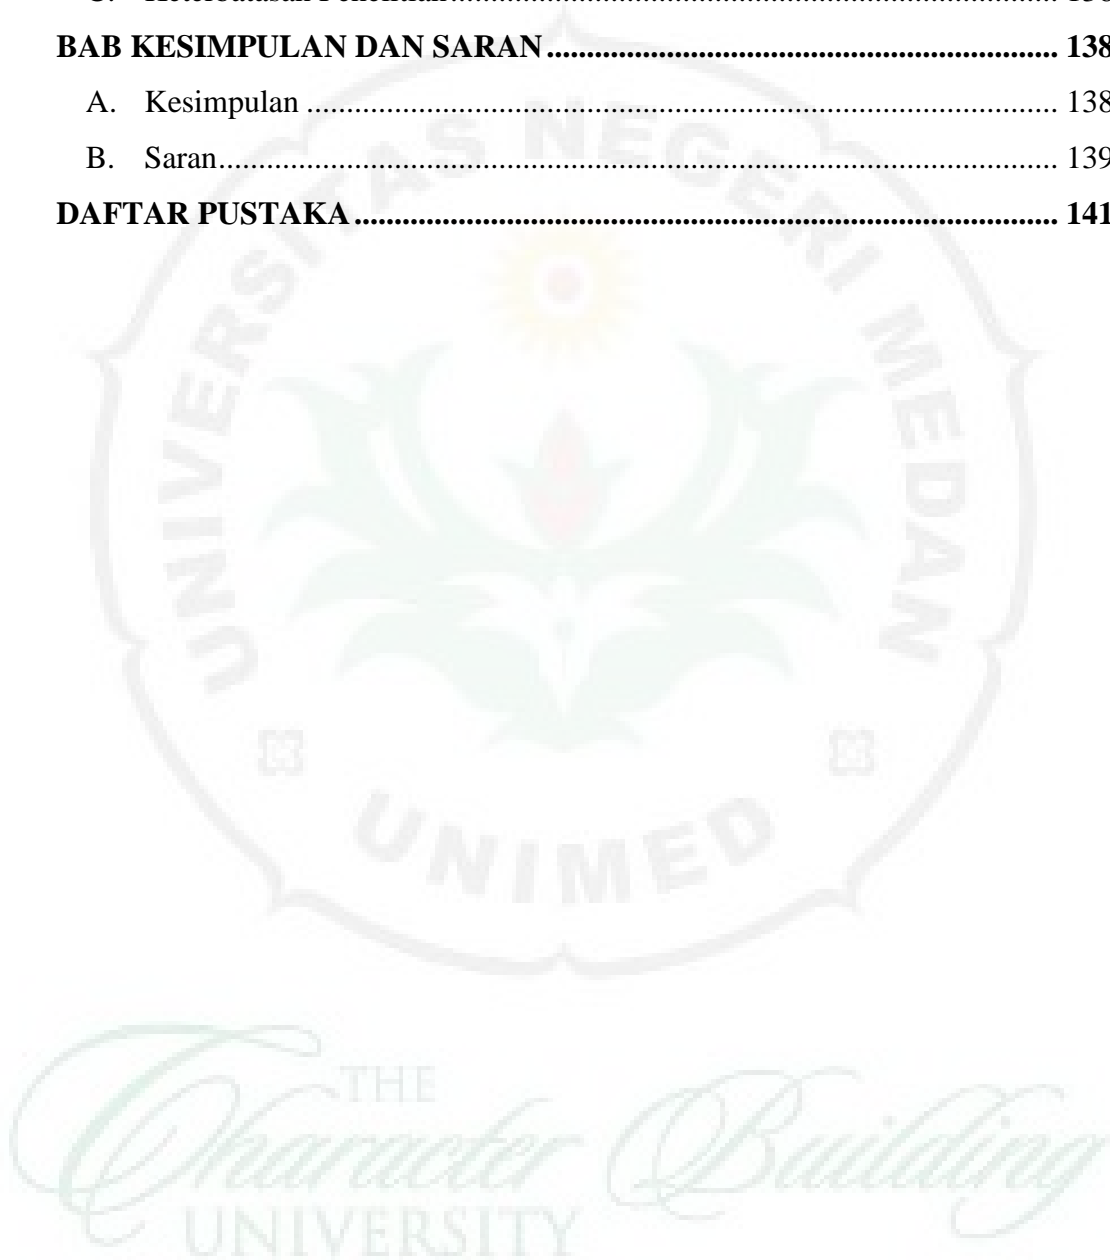 BAB KESIMPULAN DAN SARAN 138
A. Kesimpulan 138
B. Saran 139
DAFTAR PUSTAKA 141
UNIVERSITAS NEGERI MEDAN
UNIMED
THE
Character Building
UNIVERSITY